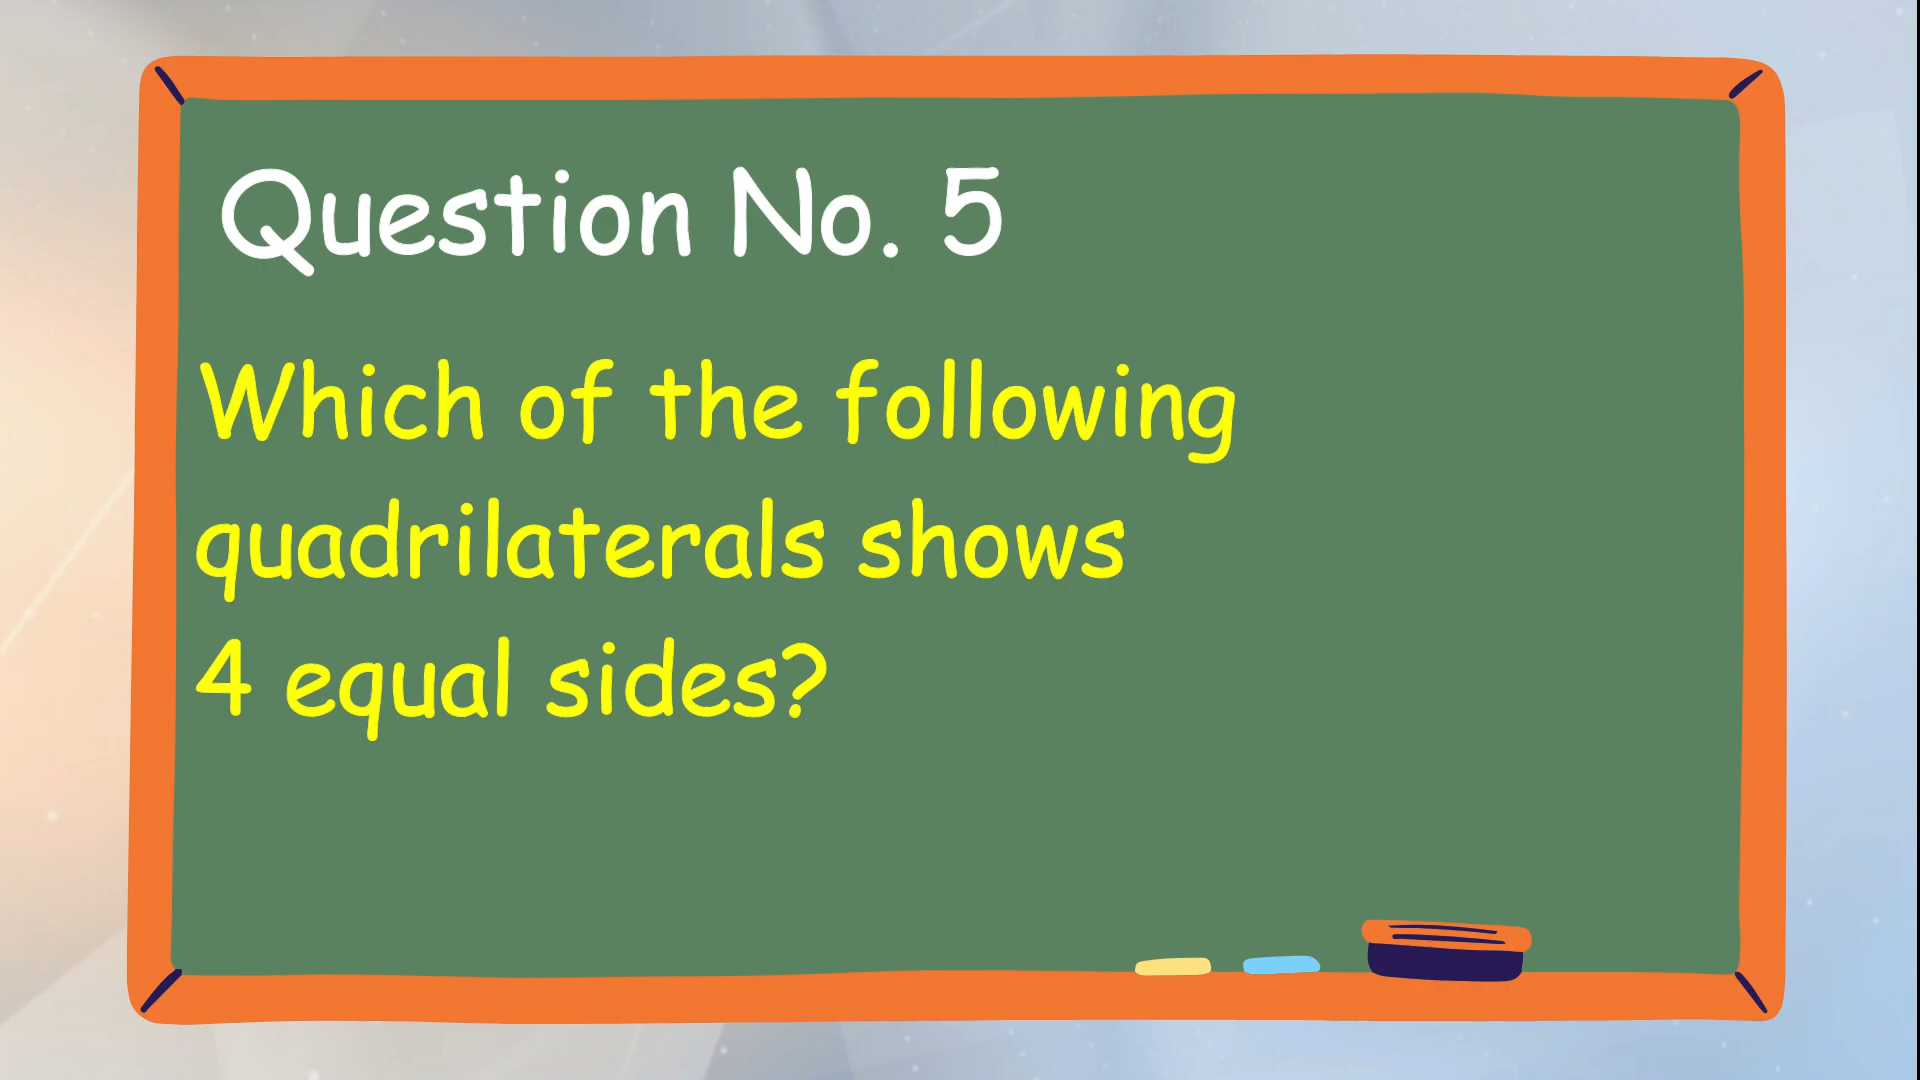 Question No. 5
Which of the following
quadrilaterals shows
4 equal sides?